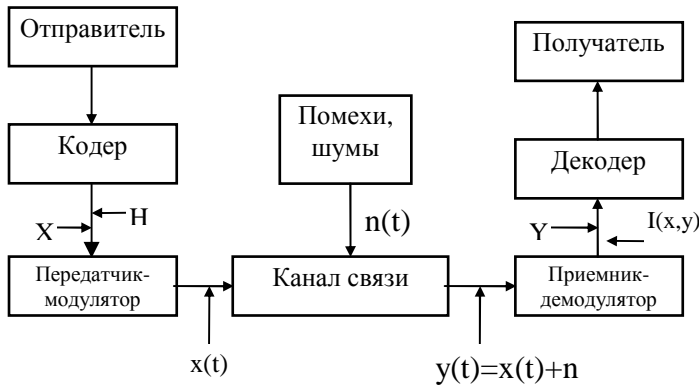 Отправитель
Получатель
Кодер
Помехи,
шумы
Декодер
H
X
n(t)
Y
I(x,y)
Передатчик-
модулятор
Канал связи
Приемник-
демодулятор
x(t)
y(t)=x(t)+n